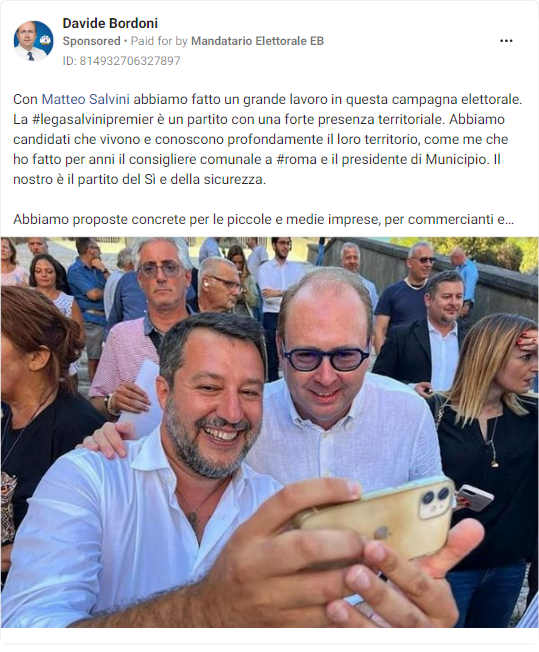 Davide Bordoni
Sponsored • Paid for by Mandatario Elettorale EB
ID: 814932706327897
Con Matteo Salvini abbiamo fatto un grande lavoro in questa campagna elettorale.
La #legasalvinipremier è un partito con una forte presenza territoriale. Abbiamo
candidati che vivono e conoscono profondamente il loro territorio, come me che
ho fatto per anni il consigliere comunale a #roma e il presidente di Municipio. Il
nostro è il partito del Sì e della sicurezza.
Abbiamo proposte concrete per le piccole e medie imprese, per commercianti e...